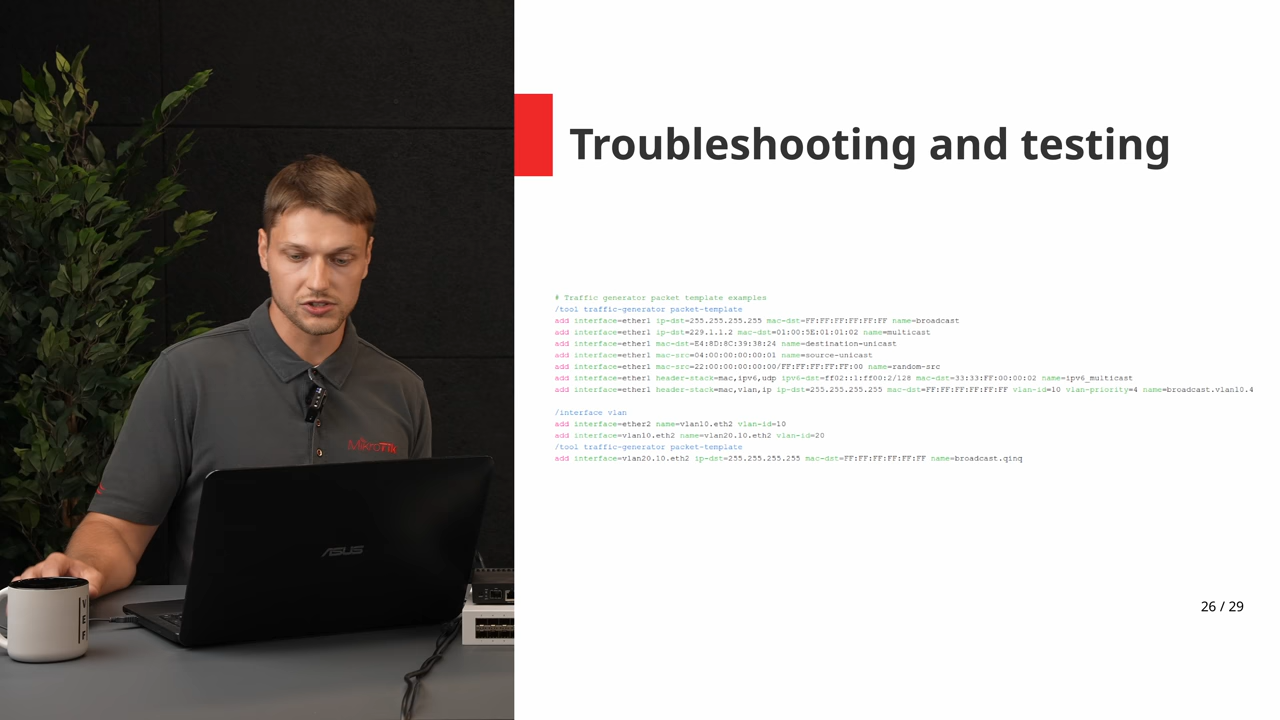 Troubleshooting and testing
# Traffic generator packet template examples
/tool traffic-generator packet-template
add interface=ether1 ip-dst=255.255.255.255 mac-dst=FF:FF:FF:FF:FF:FF name=broadcast
add interface=ether1 ip-dst=229.1.1.2 mac-dst=01:00:5E:01:01:02 name=multicast
add interface=ether1 mac-dst=E4:8D:8C:39:38:24 name=destination-unicast
add interface=ether1 mac-src=04:00:00:00:00:01 name=source-unicast
add interface=ether1 mac-src=22:00:00:00:00:00/FF:FF:FF:FF:FF:00 name=random-src
add interface=ether1 header-stack=mac,ipv6,udp ipv6-dst=ff02::1:ff00:2/128 mac-dst=33:33:FF:00:00:02 name=ipv6_multicast
add interface=ether1 header-stack=mac,vlan,ip ip-dst=255.255.255.255 mac-dst=FF:FF:FF:FF:FF:FF vlan-id=10 vlan-priority=4 name=broadcast.vlan10.4
/interface vlan
add interface=ether2 name=vlan10.eth2 vlan-id=10
add interface=vlan10.eth2 name=vlan20.10.eth2 vlan-id=20
/tool traffic-generator packet-template
add interface=vlan20.10.eth2 ip-dst=255.255.255.255 mac-dst=FF:FF:FF:FF:FF:FF name=broadcast.qinq
26 / 29
MikroTik
ASUS